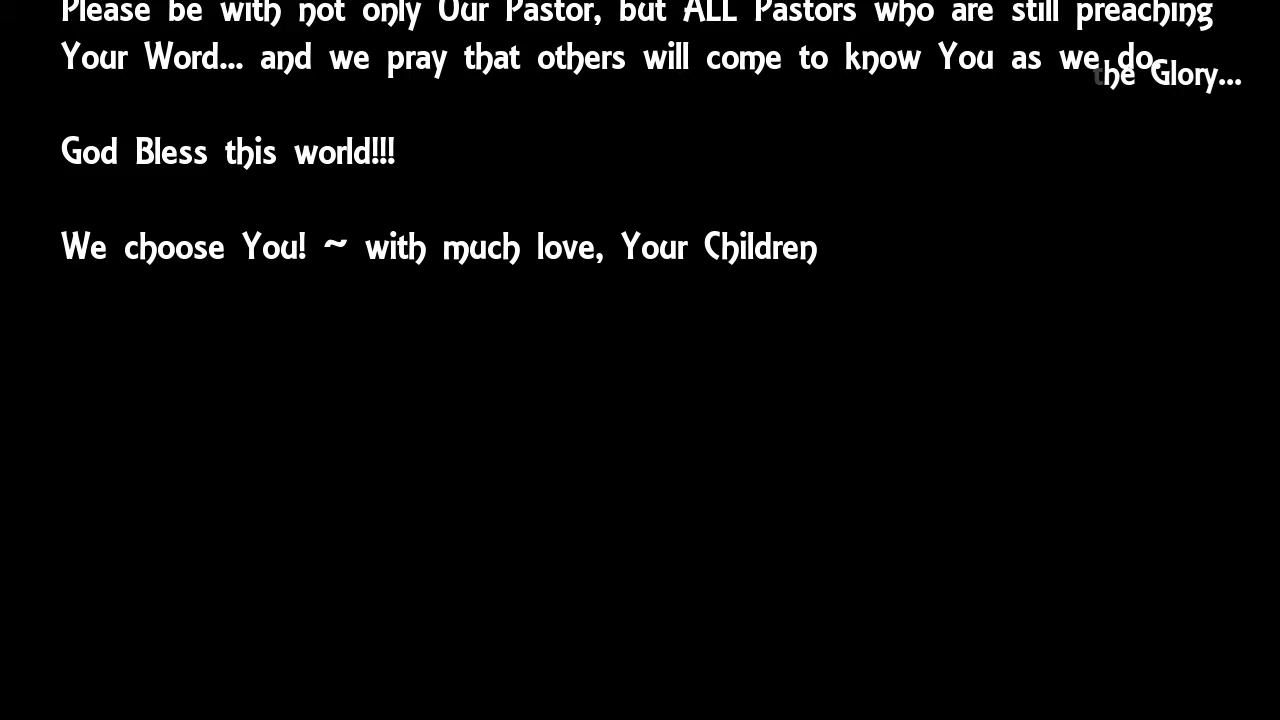 Please be with not only Our Pastor, but ALL Pastors who are still preaching
Your Word... and we pray that others will come to know You as we do.
the Glory...
God Bless this world!!!
We choose You! ~ with much love, Your Children